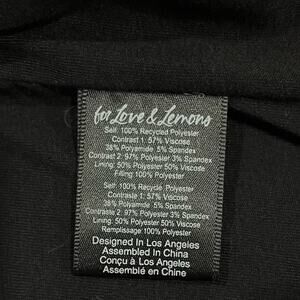 for Love & Lemons
Self: 100% Recycled Polyester
Contrast 1: 57% Viscose
38% Polyamide 5% Spandex
Contrast 2: 97% Polyester 3% Spandex
Lining: 50% Polyester 50% Viscose
Filling 100% Polyester
Self: 100% Recycle Polyester
Contraste 1: 57% Viscose
38% Polyamide 5% Spandex
Contraste 2: 97% Polyester 3% Spandex
Lining: 50% Polyester 50% Viscose
Remplissage: 100% Polyester
Designed In Los Angeles
Assembled In China
Conçu à Los Angeles
Assemblé en Chine